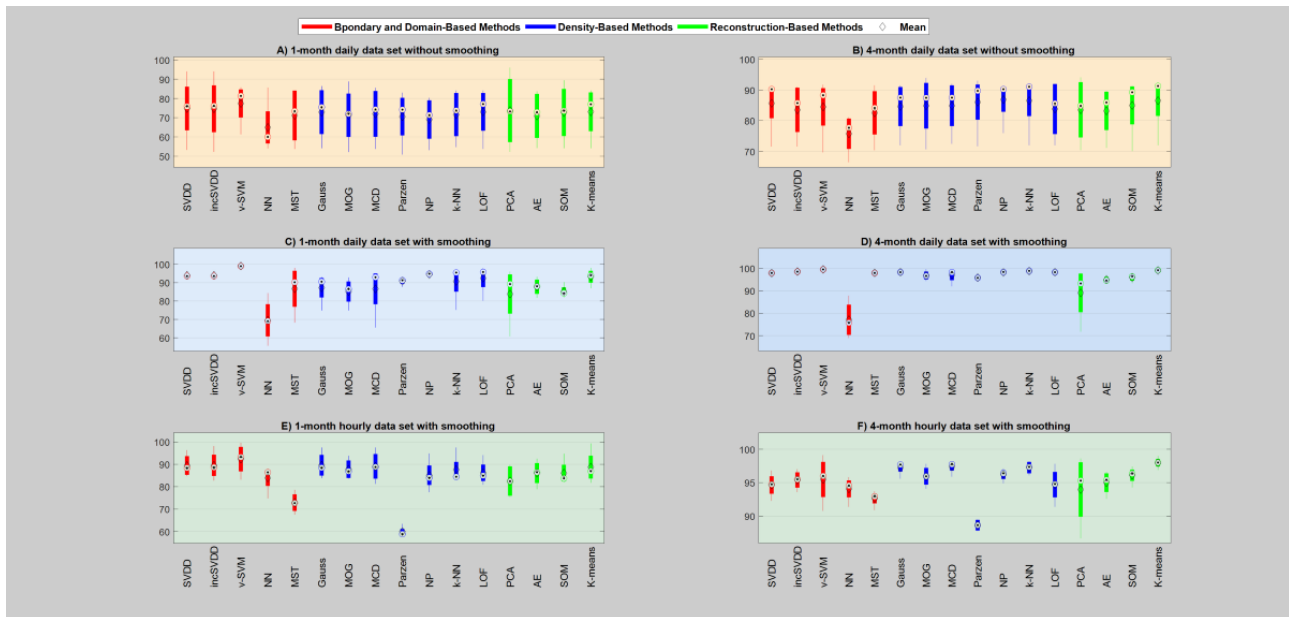 Bpondary and Domain-Based Methods Density-Based Methods Reconstruction-Based Methods Mean
A) 1-month daily data set without smoothing
100
90
80
70
60
50
SVDD incSVDD v-SVM NN MST Gauss MOG MCD Parzen NP k-NN LOF PCA AE SOM K-means
B) 4-month daily data set without smoothing
100
90
80
70
SVDD incSVDD v-SVM NN MST Gauss MOG MCD Parzen NP k-NN LOF PCA AE SOM K-means
C) 1-month daily data set with smoothing
100
90
80
70
60
SVDD incSVDD v-SVM NN MST Gauss MOG MCD Parzen NP k-NN LOF PCA AE SOM K-means
D) 4-month daily data set with smoothing
100
90
80
70
SVDD incSVDD v-SVM NN MST Gauss MOG MCD Parzen NP k-NN LOF PCA AE SOM K-means
E) 1-month hourly data set with smoothing
100
90
80
70
60
SVDD incSVDD v-SVM NN MST Gauss MOG MCD Parzen NP k-NN LOF PCA AE SOM K-means
F) 4-month hourly data set with smoothing
100
95
90
SVDD incSVDD v-SVM NN MST Gauss MOG MCD Parzen NP k-NN LOF PCA AE SOM K-means